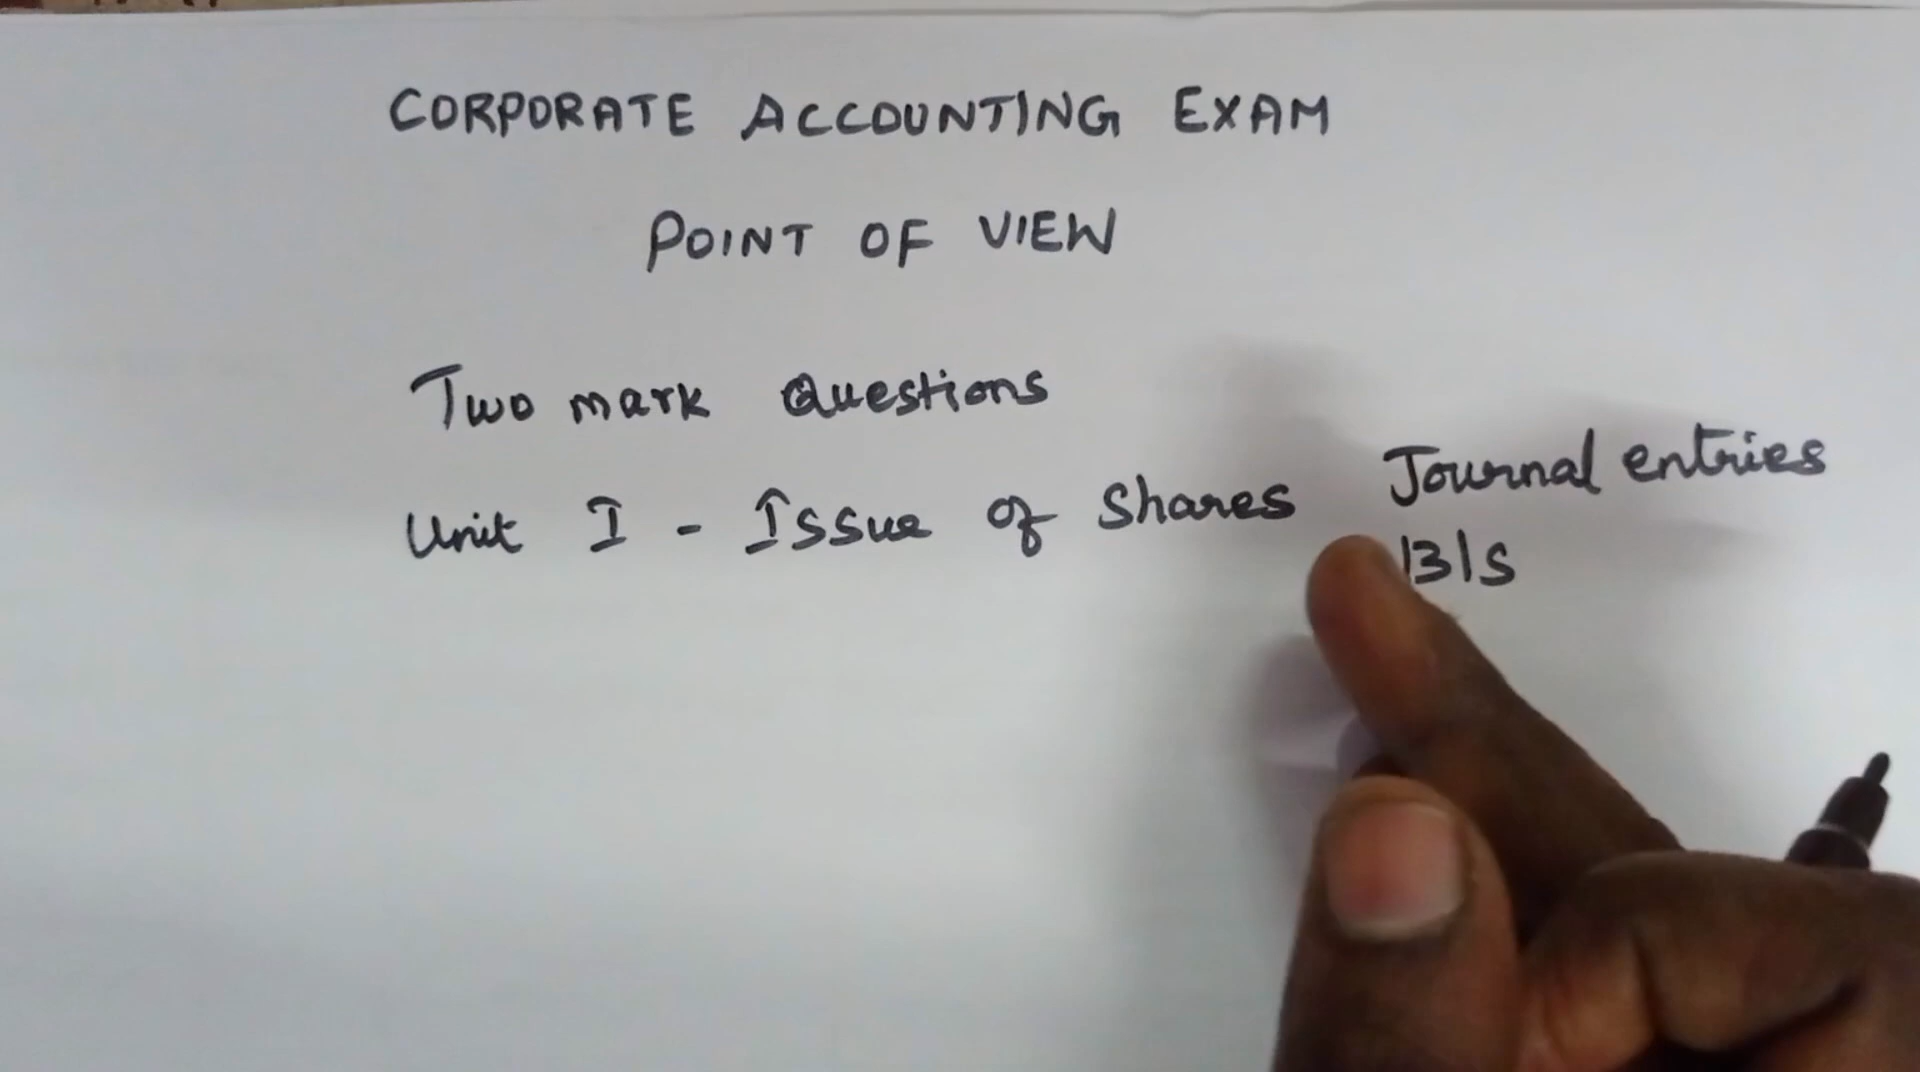 CORPORATE ACCOUNTING EXAM
POINT OF VIEW
Two mark Questions
Unit I - Issue of Shares Journal entries
B/S